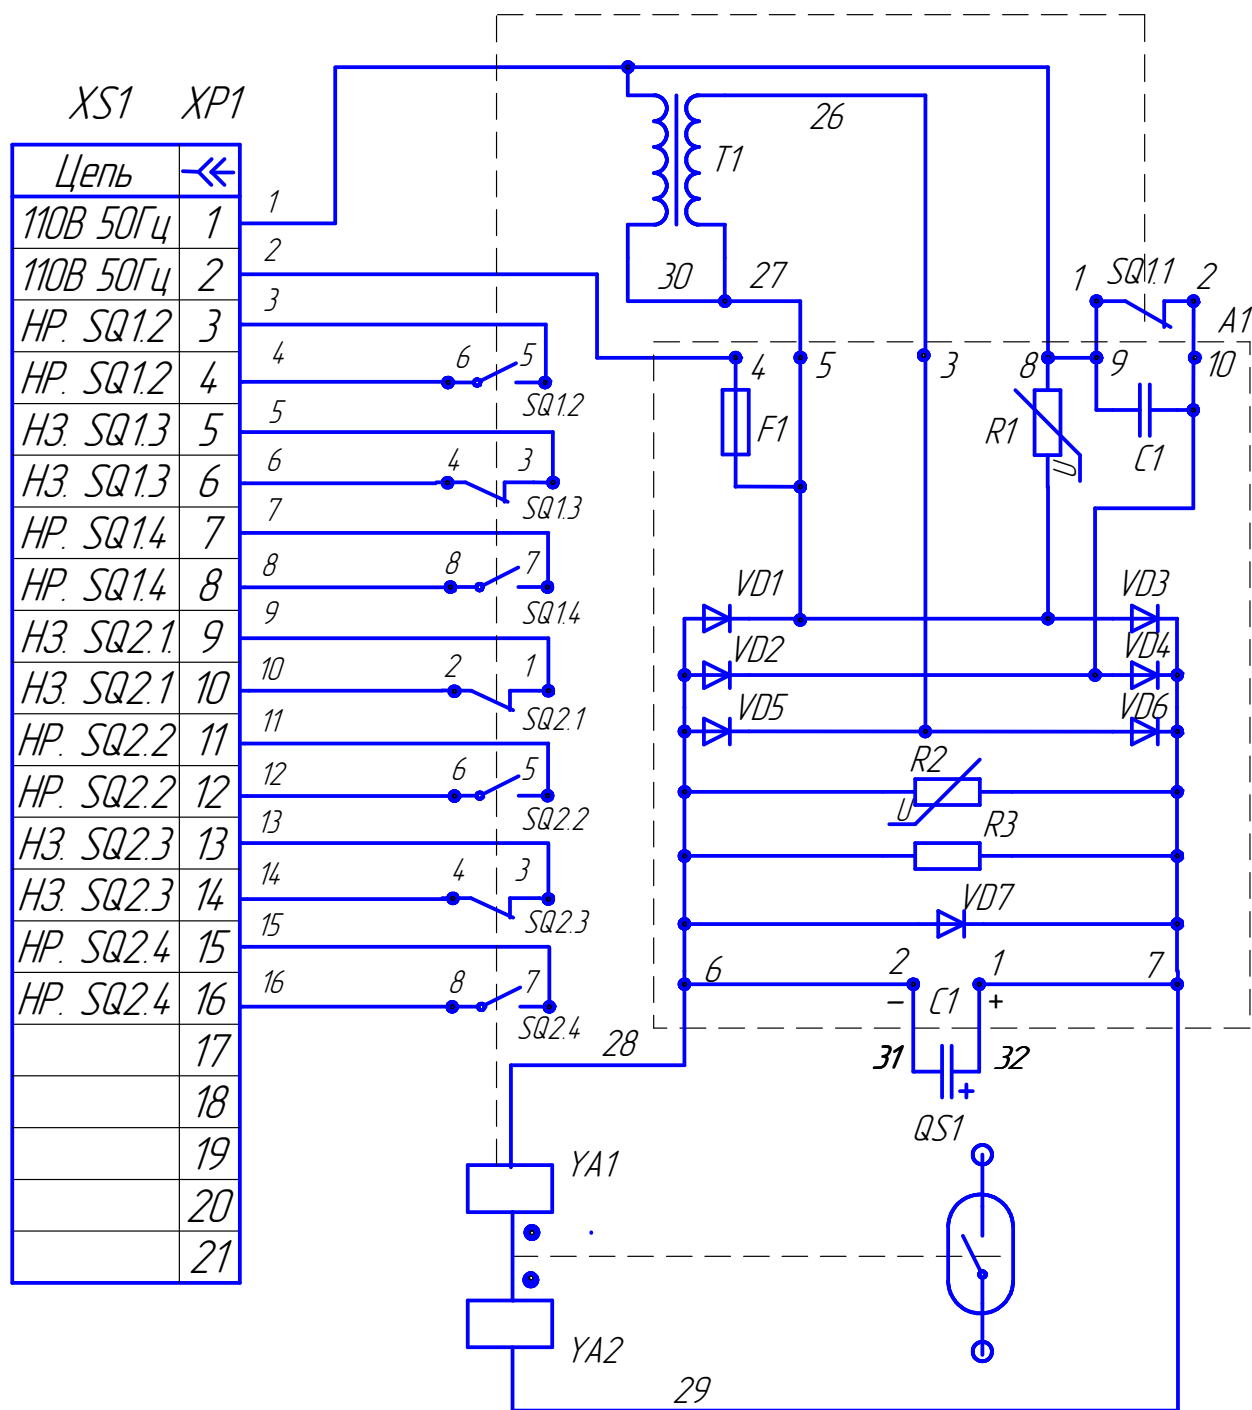 XS1 XP1
Цепь
110В 50Гц 1
110В 50Гц 2
НР. SQ1.2 3
НР. SQ1.2 4
НЗ. SQ1.3 5
НЗ. SQ1.3 6
НР. SQ1.4 7
НР. SQ1.4 8
НЗ. SQ2.1. 9
НЗ. SQ2.1 10
НР. SQ2.2 11
НР. SQ2.2 12
НЗ. SQ2.3 13
НЗ. SQ2.3 14
НР. SQ2.4 15
НР. SQ2.4 16
17
18
19
20
21
1
2
3
4
5
6
7
8
9
10
11
12
13
14
15
16
6 5
SQ1.2
4 3
SQ1.3
8 7
SQ1.4
2 1
SQ2.1
6 5
SQ2.2
4 3
SQ2.3
8 7
SQ2.4
26
T1
30 27
1 SQ1.1 2
A1
4 5 3 8 9 10
F1
R1
U
C1
VD1 VD3
VD2 VD4
VD5 VD6
R2
U
R3
VD7
6 2 1 7
− C1 +
28
31 32
+
QS1
YA1
YA2
29